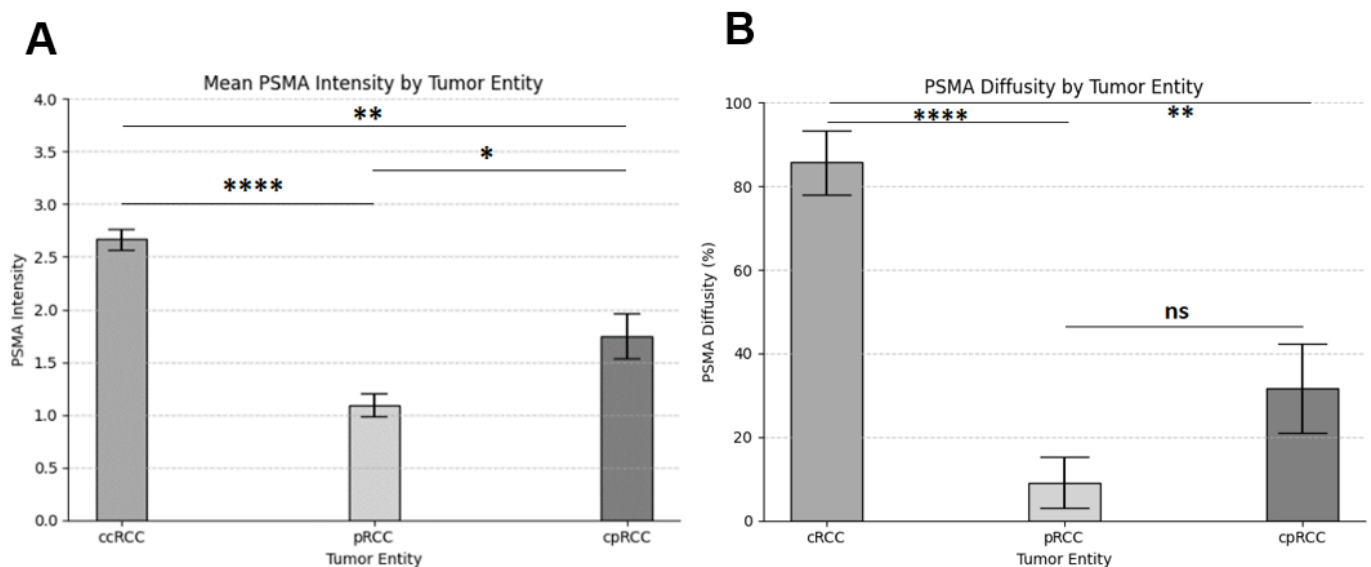 A
Mean PSMA Intensity by Tumor Entity
4.0
3.5
3.0
2.5
2.0
1.5
1.0
0.5
0.0
PSMA Intensity
**
*
****
ccRCC pRCC cpRCC
Tumor Entity
B
PSMA Diffusity by Tumor Entity
100
80
60
40
20
0
PSMA Diffusity (%)
**** **
ns
cRCC pRCC cpRCC
Tumor Entity